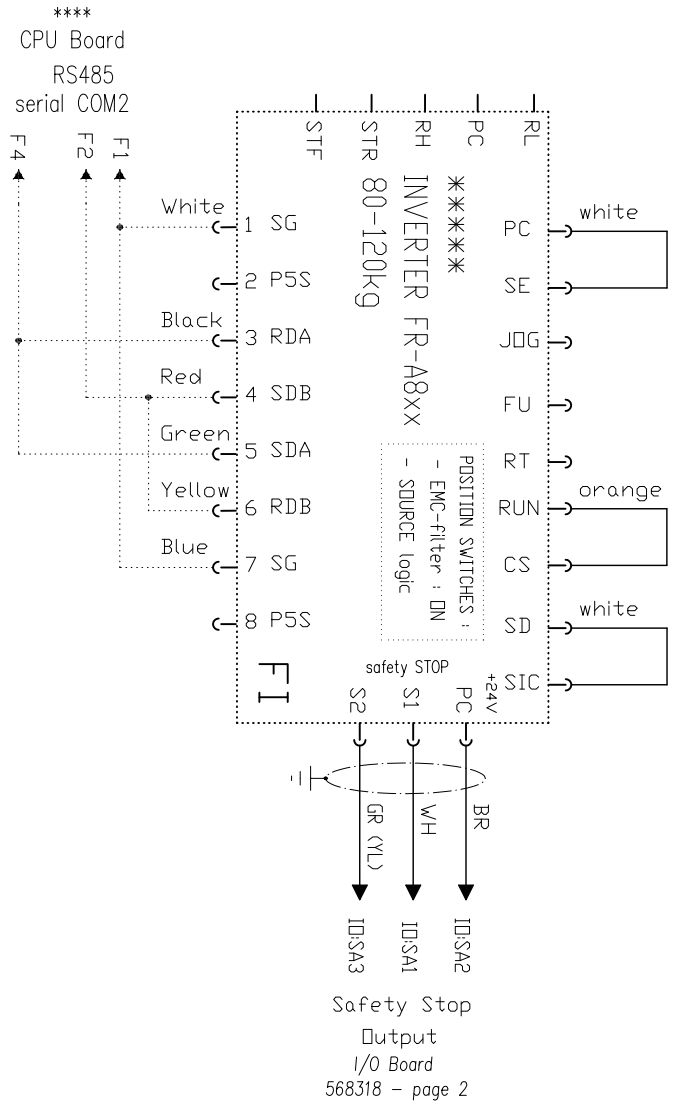 ****
CPU Board
RS485
serial COM2
F4
F2
F1
STF
STR
RH
PC
RL
*****
INVERTER FR-A8xx
80-120kg
White
1 SG
2 P5S
Black
3 RDA
Red
4 SDB
Green
5 SDA
Yellow
6 RDB
Blue
7 SG
8 P5S
PC
white
SE
JOG
FU
RT
RUN
orange
CS
SD
white
SIC
POSITION SWITCHES :
- EMC-filter : ON
- SOURCE logic
FI
safety STOP
S2
S1
PC
+24V
GR (YL)
WH
BR
IO:SA3
IO:SA1
IO:SA2
Safety Stop
Output
I/O Board
568318 - page 2